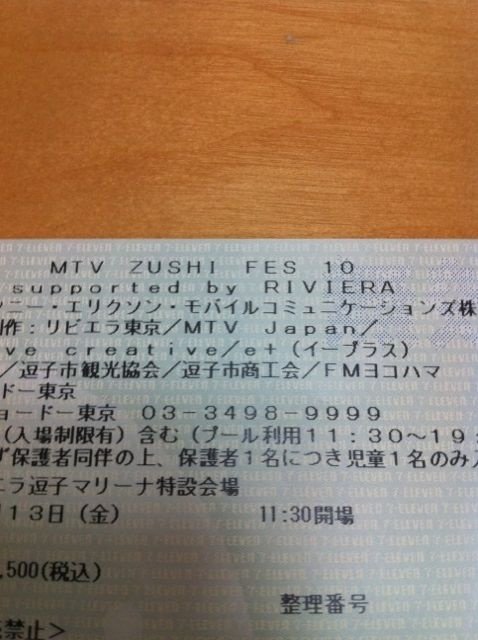 MTV ZUSHI FES 10
supported by RIVIERA
ソニー・エリクソン・モバイルコミュニケーションズ株
制作：リビエラ東京／MTV Japan／
ve creative／e+（イープラス）
／逗子市観光協会／逗子市商工会／FMヨコハマ
ドー東京
ョードー東京 03-3498-9999
（入場制限有）含む（プール利用11：30～19：
ず保護者同伴の上、保護者1名につき児童1名のみ入
エラ逗子マリーナ特設会場
13日（金） 11:30開場
,500(税込)
整理番号
禁止＞